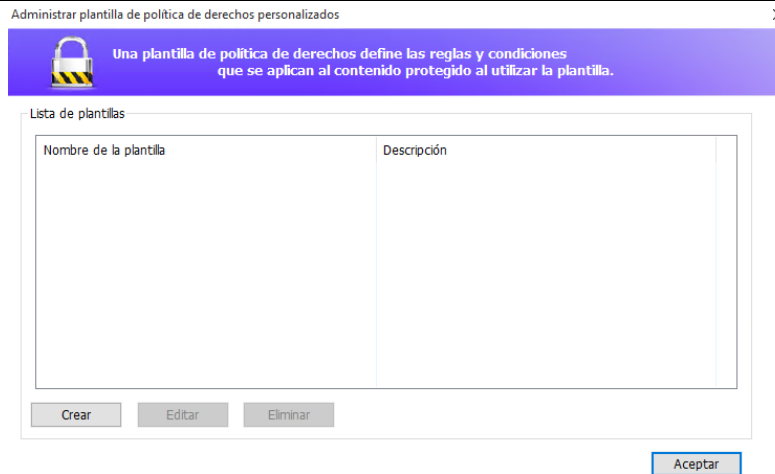 Administrar plantilla de política de derechos personalizados
Una plantilla de política de derechos define las reglas y condiciones
que se aplican al contenido protegido al utilizar la plantilla.
Lista de plantillas
Nombre de la plantilla
Descripción
Crear
Editar
Eliminar
Aceptar